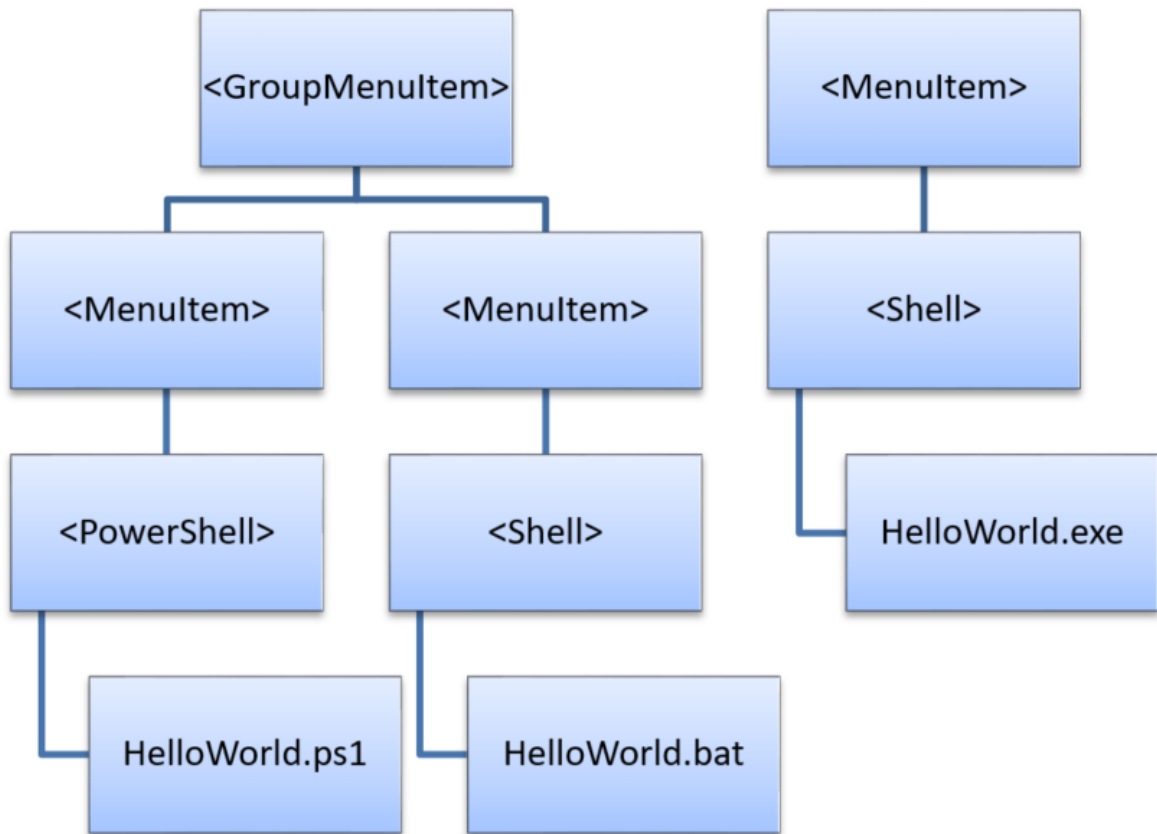 <GroupMenuItem>
<MenuItem>
<MenuItem>
<MenuItem>
<Shell>
<PowerShell>
<Shell>
HelloWorld.exe
HelloWorld.ps1
HelloWorld.bat